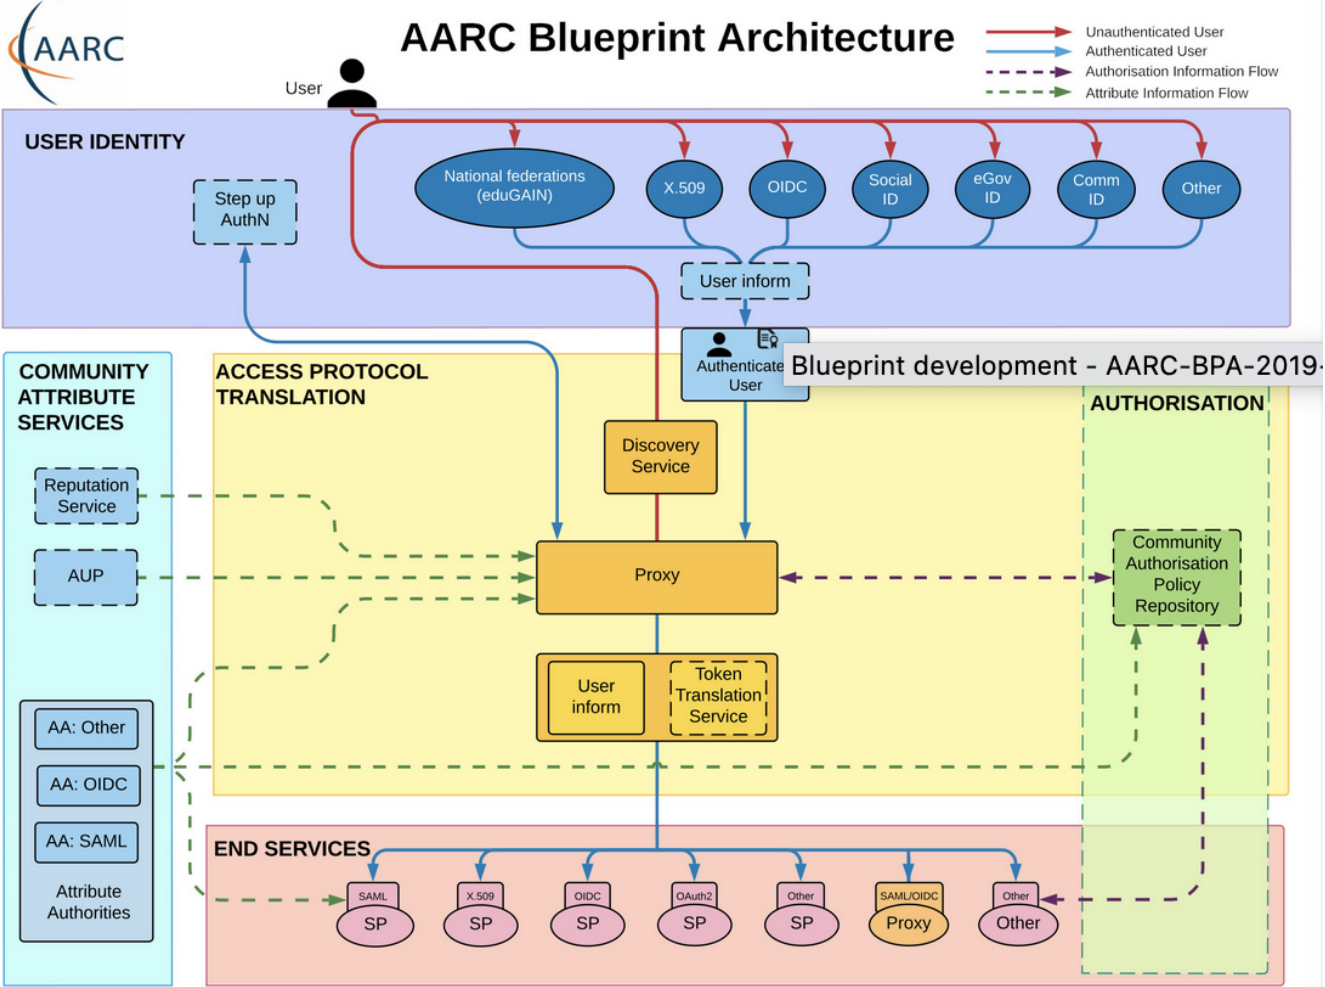 AARC
AARC Blueprint Architecture
Unauthenticated User
Authenticated User
Authorisation Information Flow
Attribute Information Flow
User
USER IDENTITY
Step up
AuthN
National federations
(eduGAIN)
X.509
OIDC
Social
ID
eGov
ID
Comm
ID
Other
User inform
Authenticate
User
Blueprint development - AARC-BPA-2019-
COMMUNITY
ATTRIBUTE
SERVICES
Reputation
Service
AUP
AA: Other
AA: OIDC
AA: SAML
Attribute
Authorities
ACCESS PROTOCOL
TRANSLATION
Discovery
Service
Proxy
User
inform
Token
Translation
Service
AUTHORISATION
Community
Authorisation
Policy
Repository
END SERVICES
SAML
SP
X.509
SP
OIDC
SP
OAuth2
SP
Other
SP
SAML/OIDC
Proxy
Other
Other